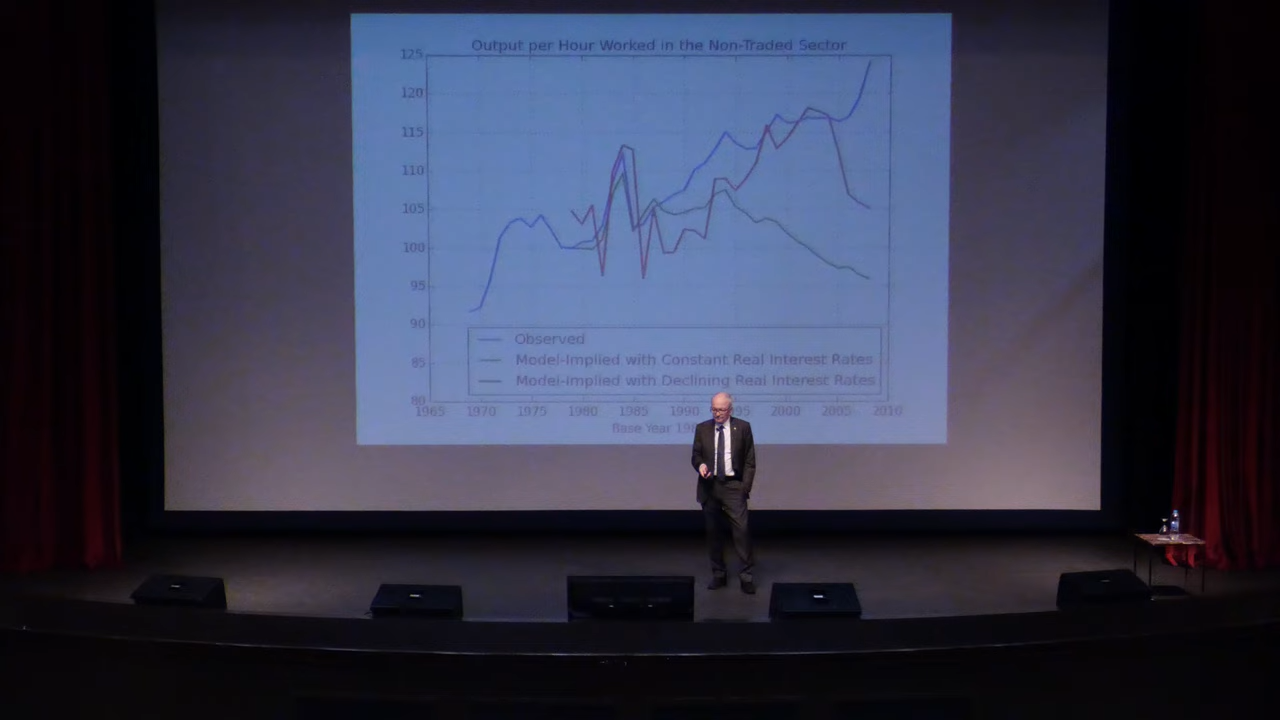 Output per Hour Worked in the Non-Traded Sector
125
120
115
110
105
100
95
90
85
80
Observed
Model-Implied with Constant Real Interest Rates
Model-Implied with Declining Real Interest Rates
1965 1970 1975 1980 1985 1990 95 2000 2005 2010
Base Year